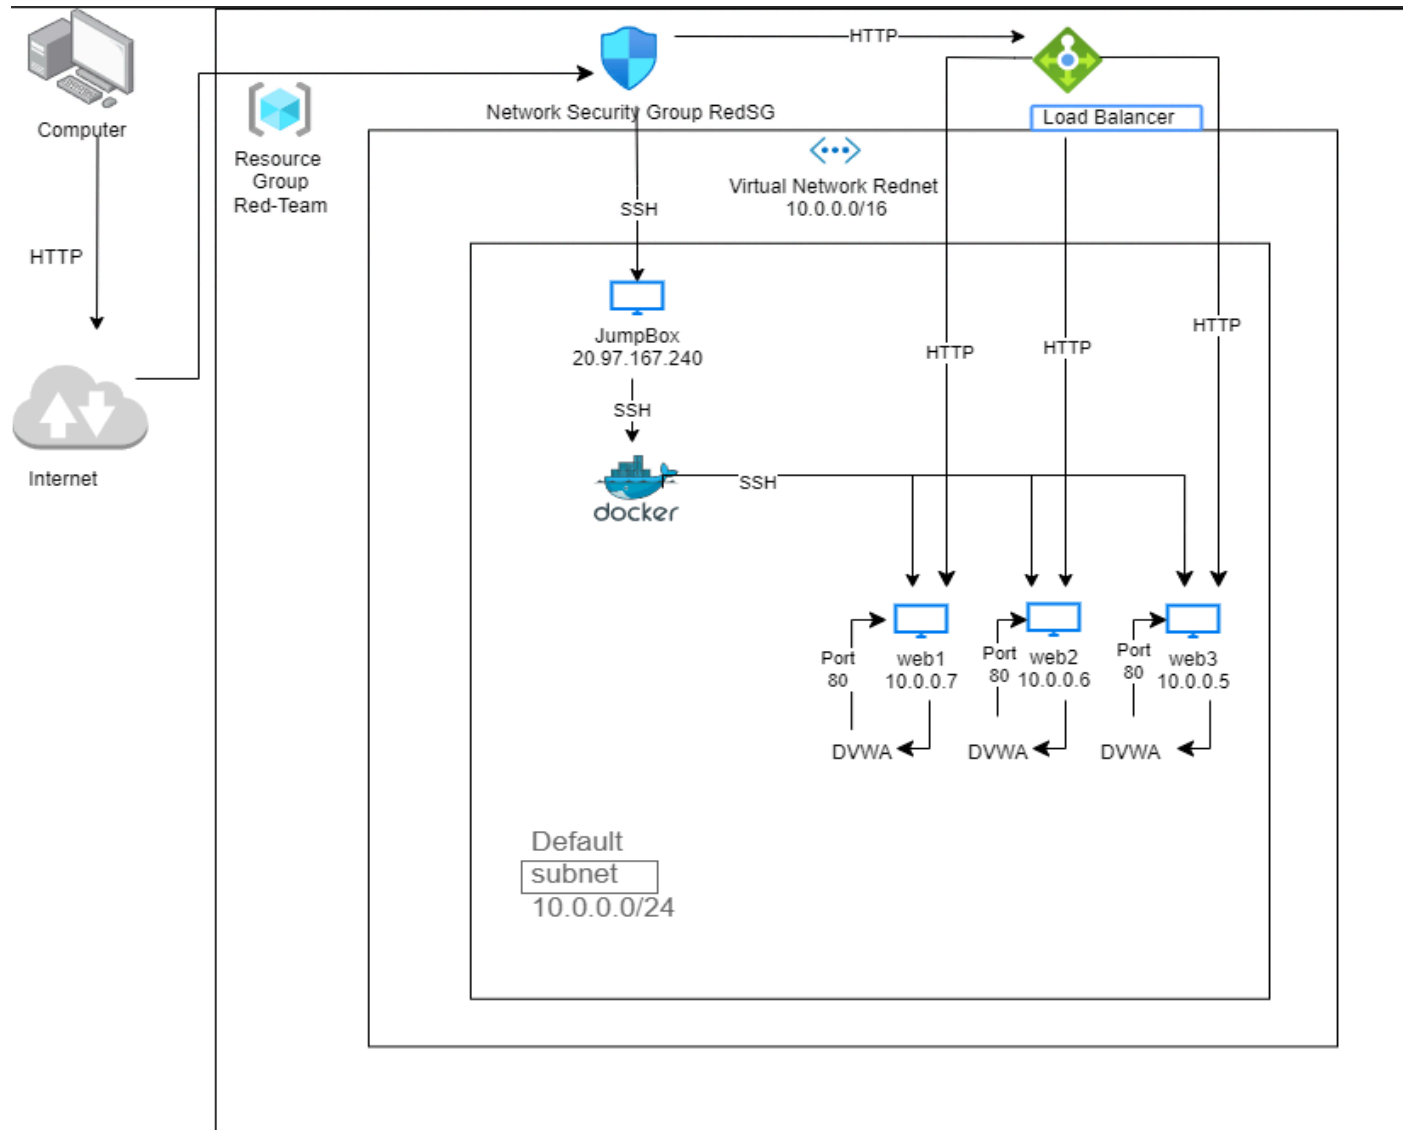 HTTP
Network Security Group RedSG
Load Balancer
Computer
Resource
Group
Red-Team
Virtual Network Rednet
10.0.0.0/16
SSH
HTTP
JumpBox
20.97.167.240
HTTP
HTTP
HTTP
SSH
Internet
SSH
docker
Port
80
web1
10.0.0.7
Port
80
web2
10.0.0.6
Port
80
web3
10.0.0.5
DVWA
DVWA
DVWA
Default
subnet
10.0.0.0/24